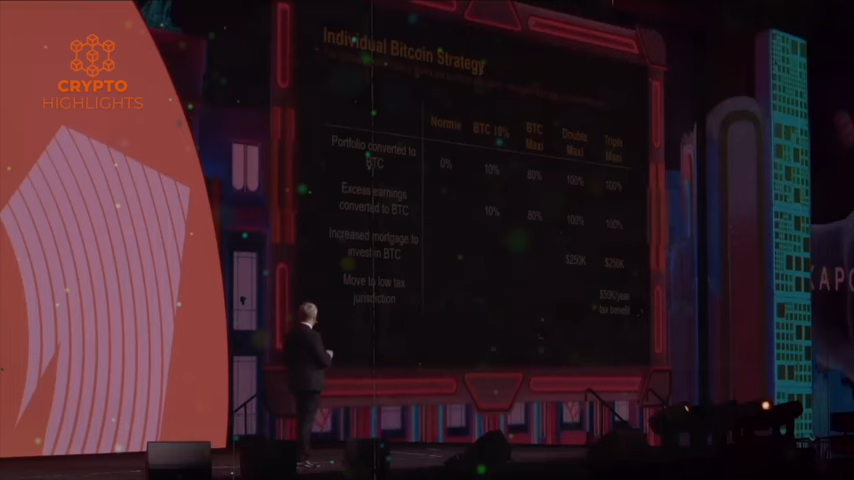 CRYPTO
HIGHLIGHTS
Individual Bitcoin Strategy
Normie BTC 10% BTC Maxi Double Maxi Triple Maxi
Portfolio converted to BTC 0% 10% 80% 100% 100%
Excess earnings converted to BTC 10% 80% 100% 100%
Increased mortgage to invest in BTC $250K $250K
Move to low tax jurisdiction $50K/year tax benefit